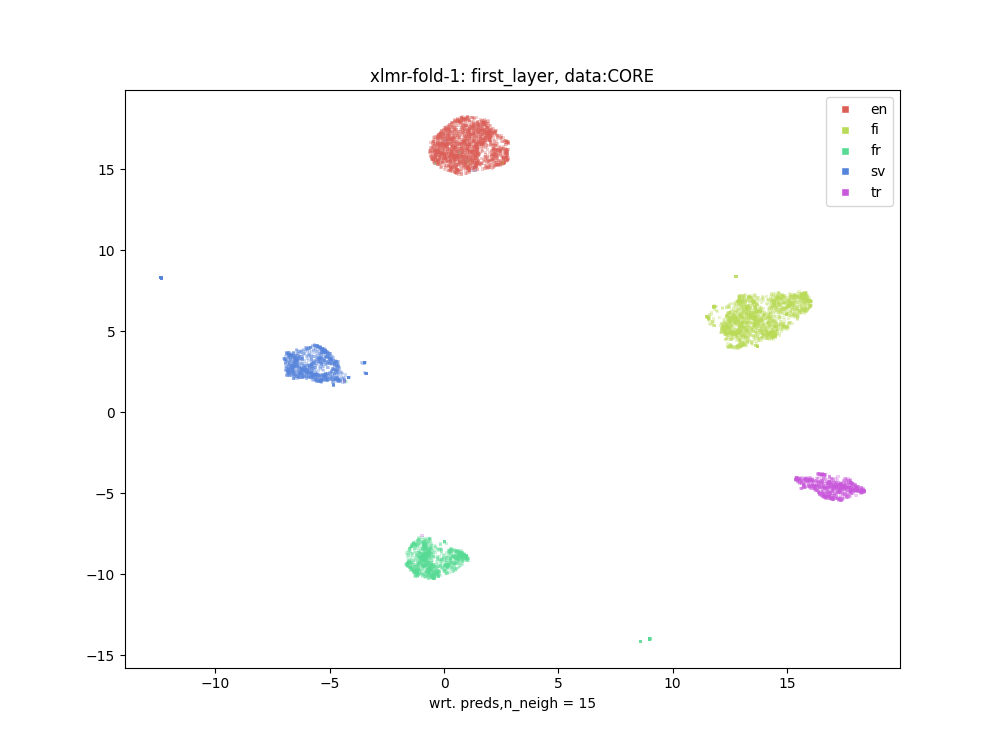 xlmr-fold-1: first_layer, data:CORE
en
fi
fr
sv
tr
15
10
5
0
−5
−10
−15
−10 −5 0 5 10 15
wrt. preds,n_neigh = 15